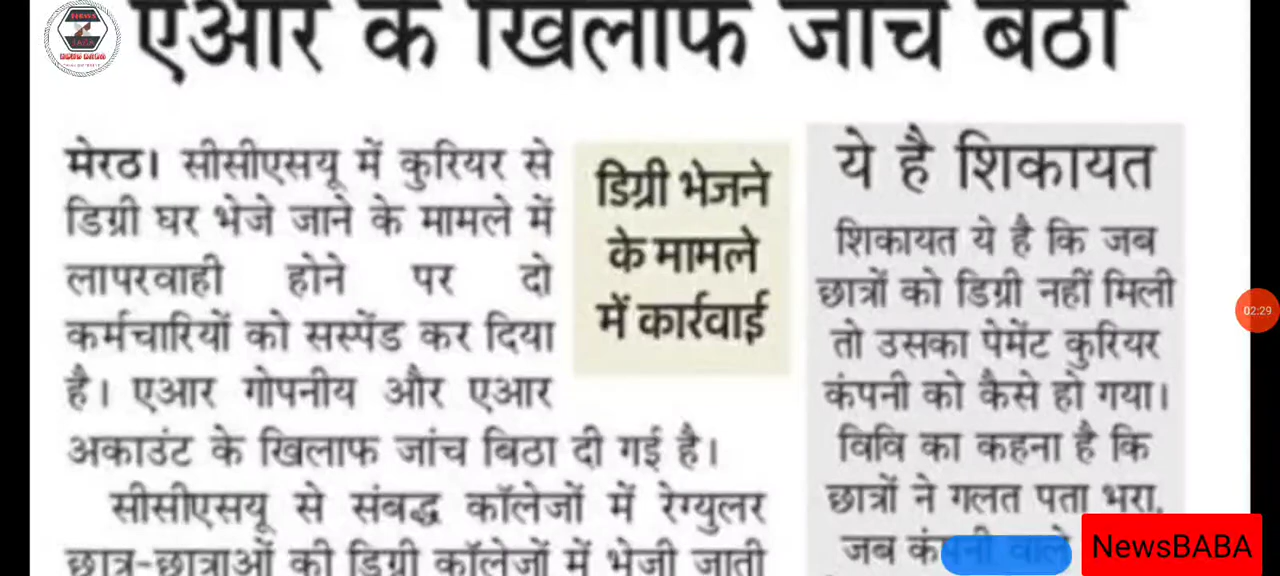 एआर के खिलाफ जांच बैठी
मेरठ। सीसीएसयू में कुरियर से
डिग्री घर भेजे जाने के मामले में
लापरवाही होने पर दो
कर्मचारियों को सस्पेंड कर दिया
है। एआर गोपनीय और एआर
अकाउंट के खिलाफ जांच बिठा दी गई है।
सीसीएसयू से संबद्ध कॉलेजों में रेग्युलर
छात्र-छात्राओं की डिग्री कॉलेजों में भेजी जाती
डिग्री भेजने
के मामले
में कार्रवाई
ये है शिकायत
शिकायत ये है कि जब
छात्रों को डिग्री नहीं मिली
तो उसका पेमेंट कुरियर
कंपनी को कैसे हो गया।
विवि का कहना है कि
छात्रों ने गलत पता भरा,
जब कंपनी वाले
02:29
NewsBABA